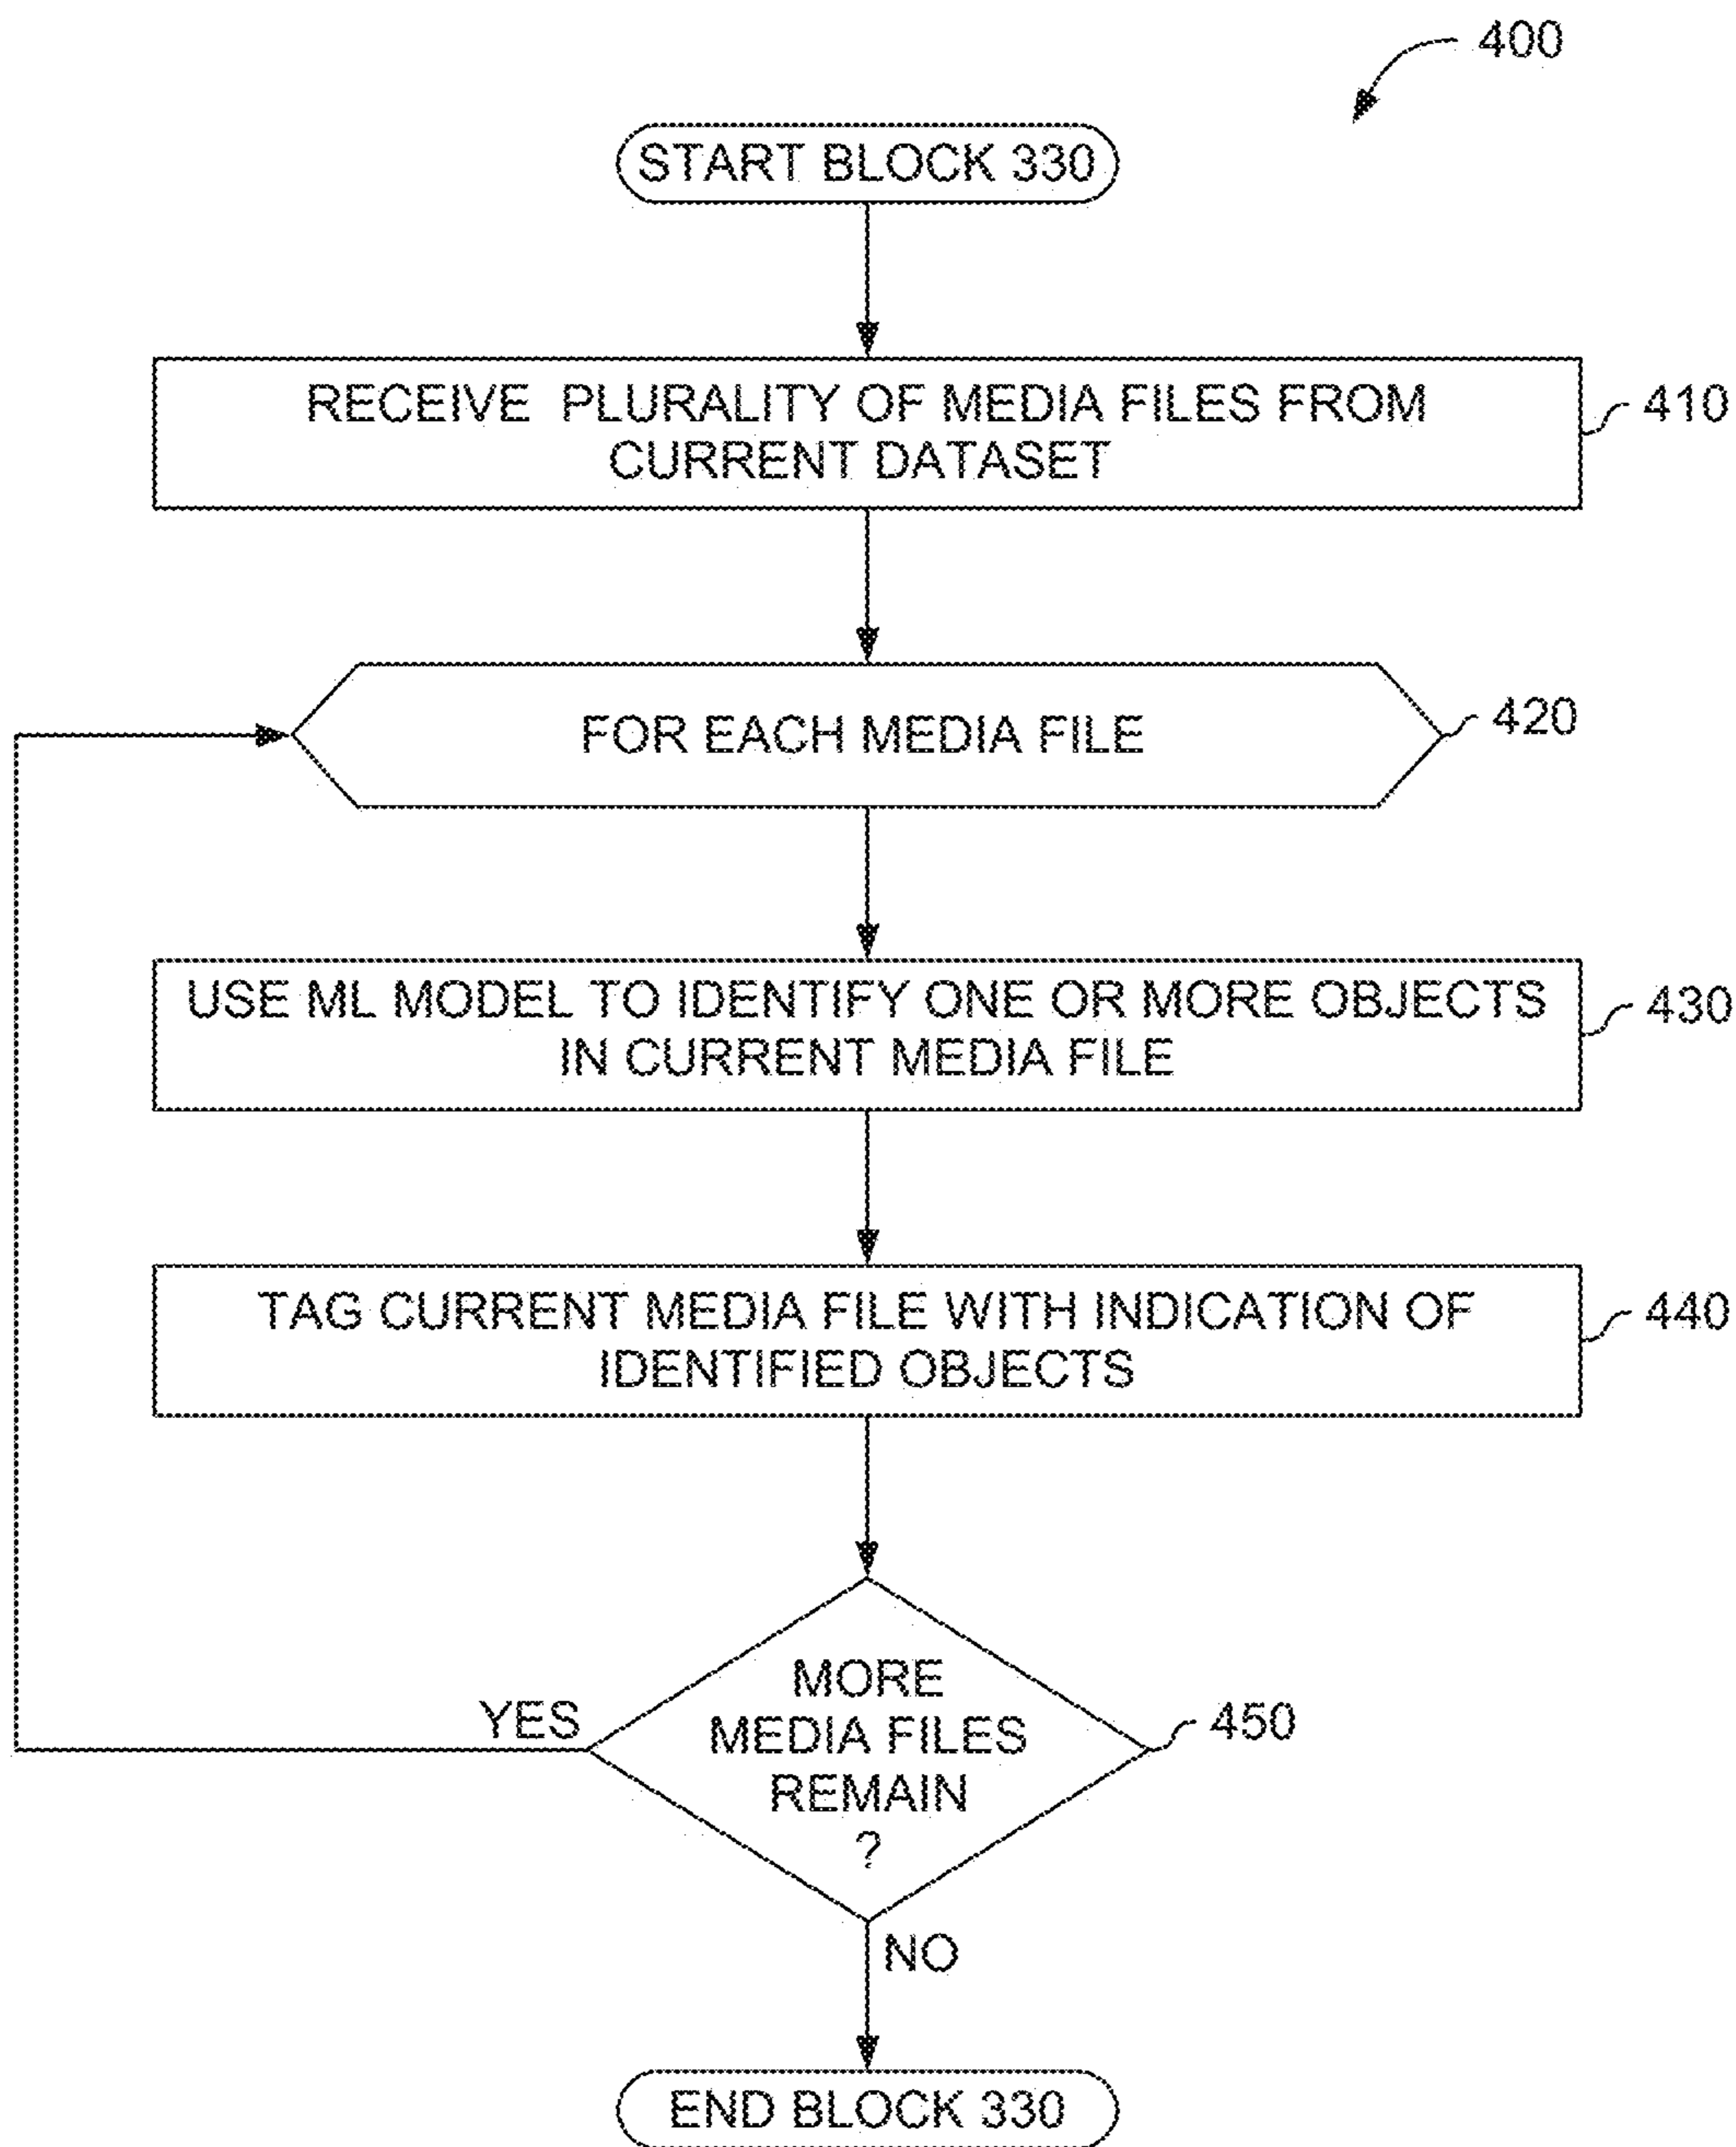 400
START BLOCK 330
RECEIVE PLURALITY OF MEDIA FILES FROM
CURRENT DATASET
410
FOR EACH MEDIA FILE
420
USE ML MODEL TO IDENTIFY ONE OR MORE OBJECTS
IN CURRENT MEDIA FILE
430
TAG CURRENT MEDIA FILE WITH INDICATION OF
IDENTIFIED OBJECTS
440
MORE
MEDIA FILES
REMAIN
?
450
YES
NO
END BLOCK 330